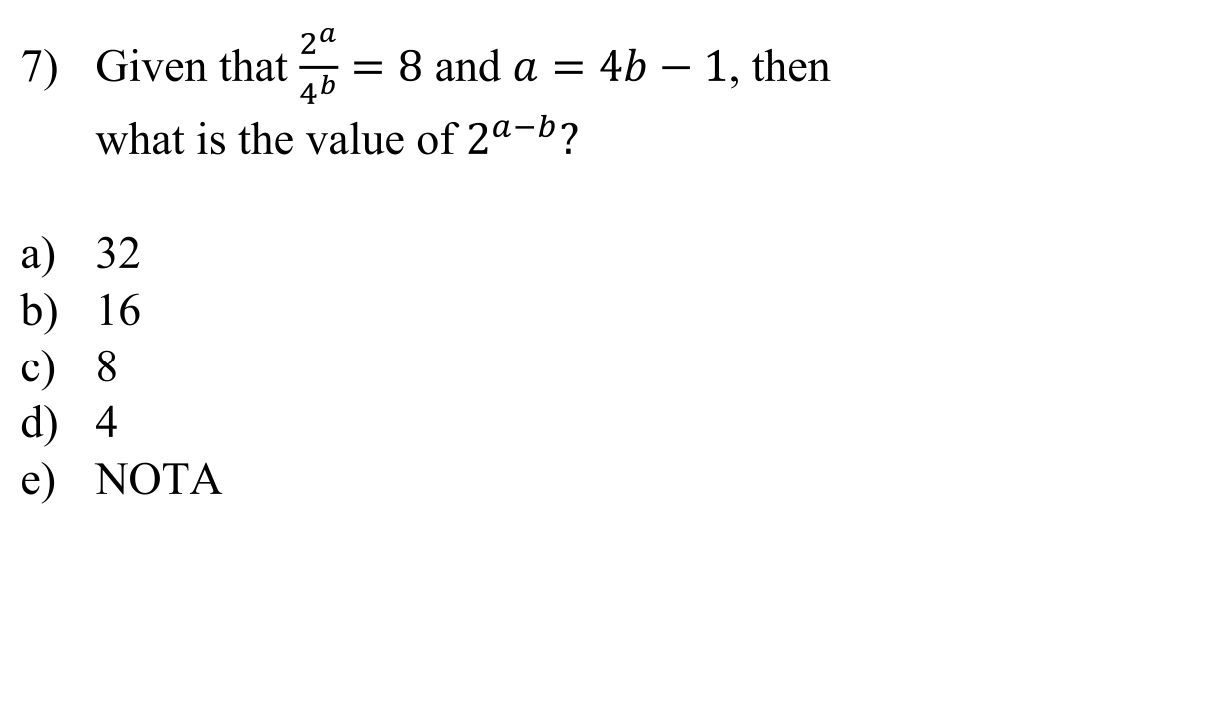 7) Given that 2^a/4^b = 8 and a = 4b − 1, then
what is the value of 2^{a−b}?
a) 32
b) 16
c) 8
d) 4
e) NOTA